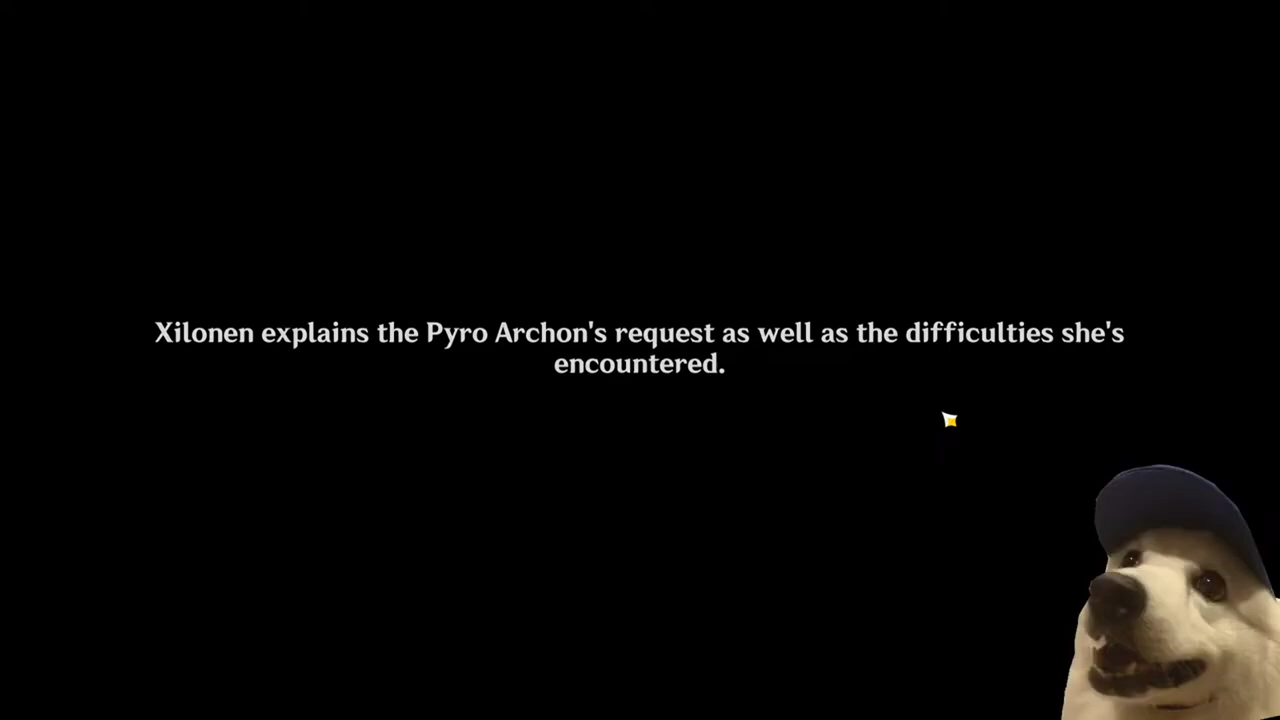 Xilonen explains the Pyro Archon's request as well as the difficulties she's
encountered.